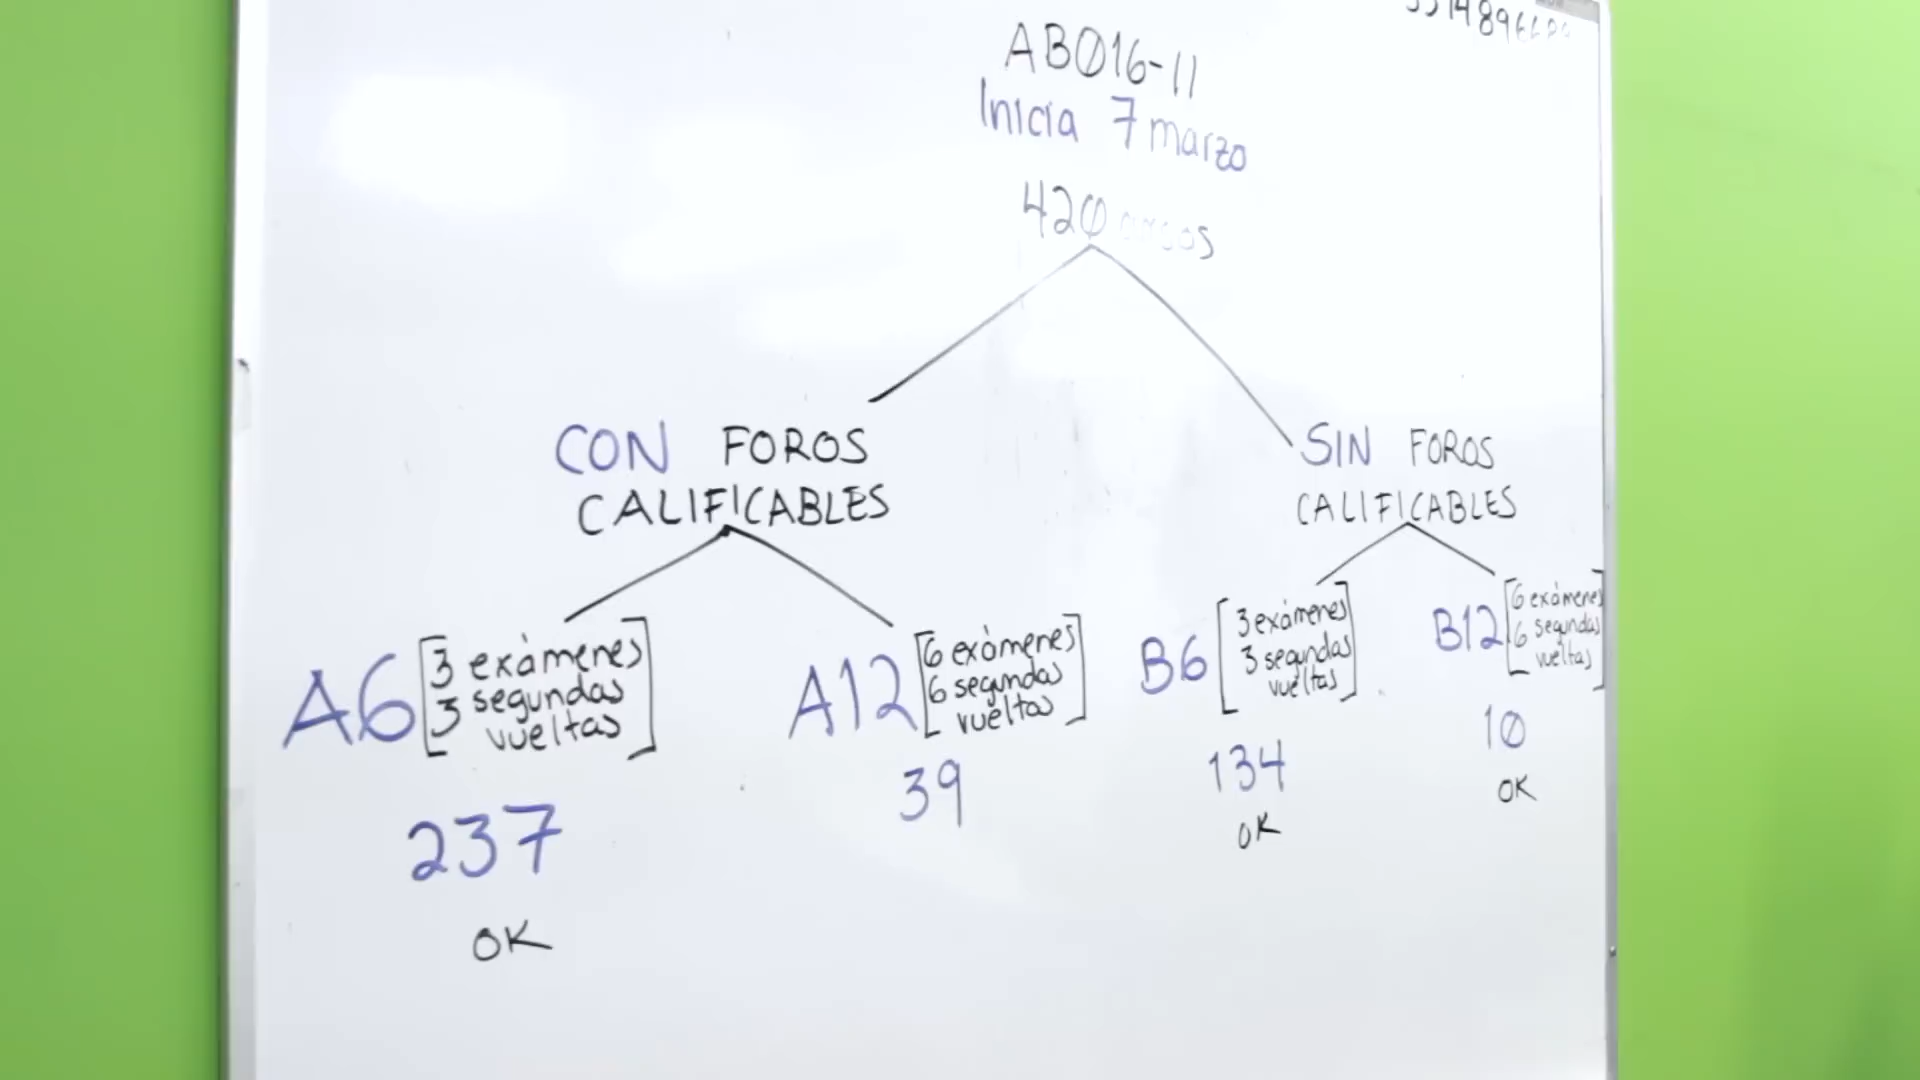 AB016-11
Inicia 7 marzo
420
CON FOROS
CALIFICABLES
SIN FOROS
CALIFICABLES
A6
3 exámenes
3 segundas
vueltas
237
OK
A12
6 exámenes
6 segundas
vueltas
39
B6
3 exámenes
3 segundas
vueltas
134
OK
B12
6 exámenes
6 segundas
vueltas
10
OK